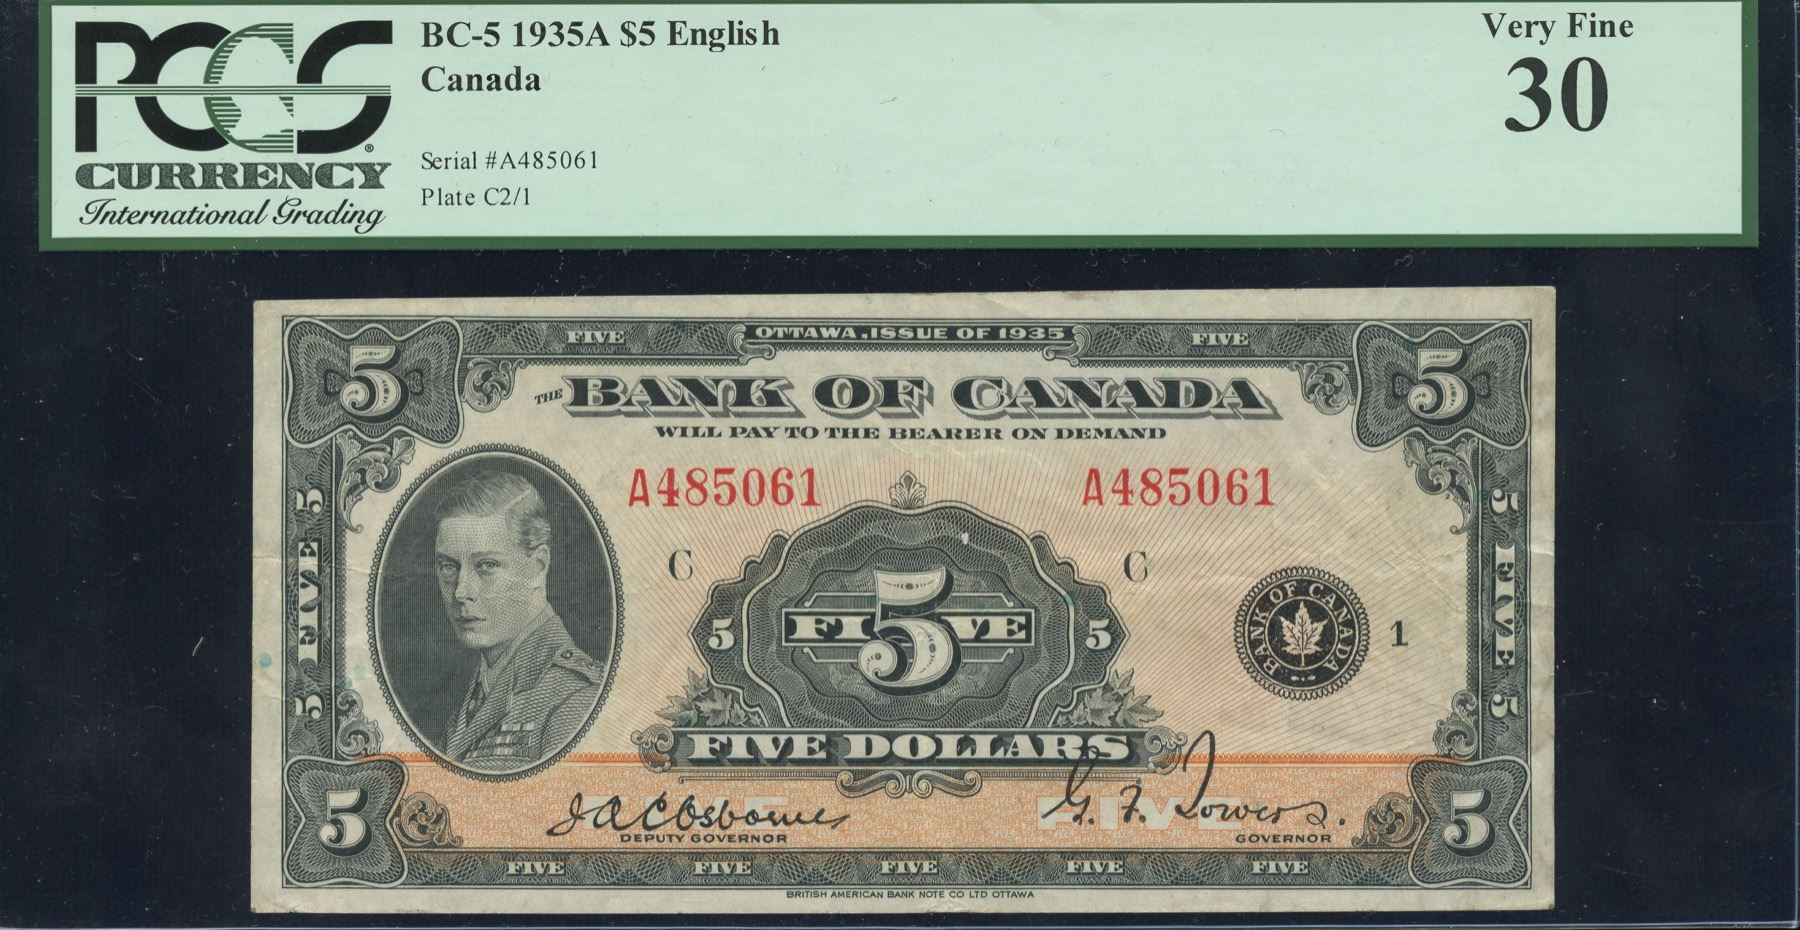 PCGS
CURRENCY
International Grading
BC-5 1935A $5 English
Canada
Serial #A485061
Plate C2/1
Very Fine
30
FIVE OTTAWA, ISSUE OF 1935 FIVE
5 5
THE BANK OF CANADA
WILL PAY TO THE BEARER ON DEMAND
A485061 A485061
C C
5 FIVE 5
5 FIVE 5
5 FIVE 5 5
BANK OF CANADA
1
FIVE DOLLARS
FIVE FIVE
J A C Osborne G. F. Towers
DEPUTY GOVERNOR GOVERNOR
5 5
FIVE FIVE FIVE FIVE FIVE
BRITISH AMERICAN BANK NOTE CO LTD OTTAWA